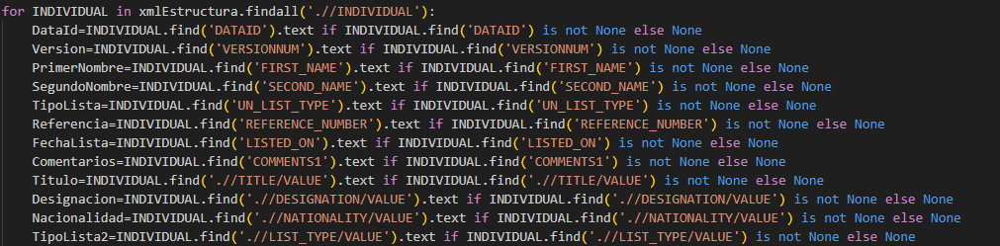 for INDIVIDUAL in xmlEstructura.findall('.//INDIVIDUAL'):
    DataId=INDIVIDUAL.find('DATAID').text if INDIVIDUAL.find('DATAID') is not None else None
    Version=INDIVIDUAL.find('VERSIONNUM').text if INDIVIDUAL.find('VERSIONNUM') is not None else None
    PrimerNombre=INDIVIDUAL.find('FIRST_NAME').text if INDIVIDUAL.find('FIRST_NAME') is not None else None
    SegundoNombre=INDIVIDUAL.find('SECOND_NAME').text if INDIVIDUAL.find('SECOND_NAME') is not None else None
    TipoLista=INDIVIDUAL.find('UN_LIST_TYPE').text if INDIVIDUAL.find('UN_LIST_TYPE') is not None else None
    Referencia=INDIVIDUAL.find('REFERENCE_NUMBER').text if INDIVIDUAL.find('REFERENCE_NUMBER') is not None else None
    FechaLista=INDIVIDUAL.find('LISTED_ON').text if INDIVIDUAL.find('LISTED_ON') is not None else None
    Comentarios=INDIVIDUAL.find('COMMENTS1').text if INDIVIDUAL.find('COMMENTS1') is not None else None
    Titulo=INDIVIDUAL.find('.//TITLE/VALUE').text if INDIVIDUAL.find('.//TITLE/VALUE') is not None else None
    Designacion=INDIVIDUAL.find('.//DESIGNATION/VALUE').text if INDIVIDUAL.find('.//DESIGNATION/VALUE') is not None else None
    Nacionalidad=INDIVIDUAL.find('.//NATIONALITY/VALUE').text if INDIVIDUAL.find('.//NATIONALITY/VALUE') is not None else None
    TipoLista2=INDIVIDUAL.find('.//LIST_TYPE/VALUE').text if INDIVIDUAL.find('.//LIST_TYPE/VALUE') is not None else None